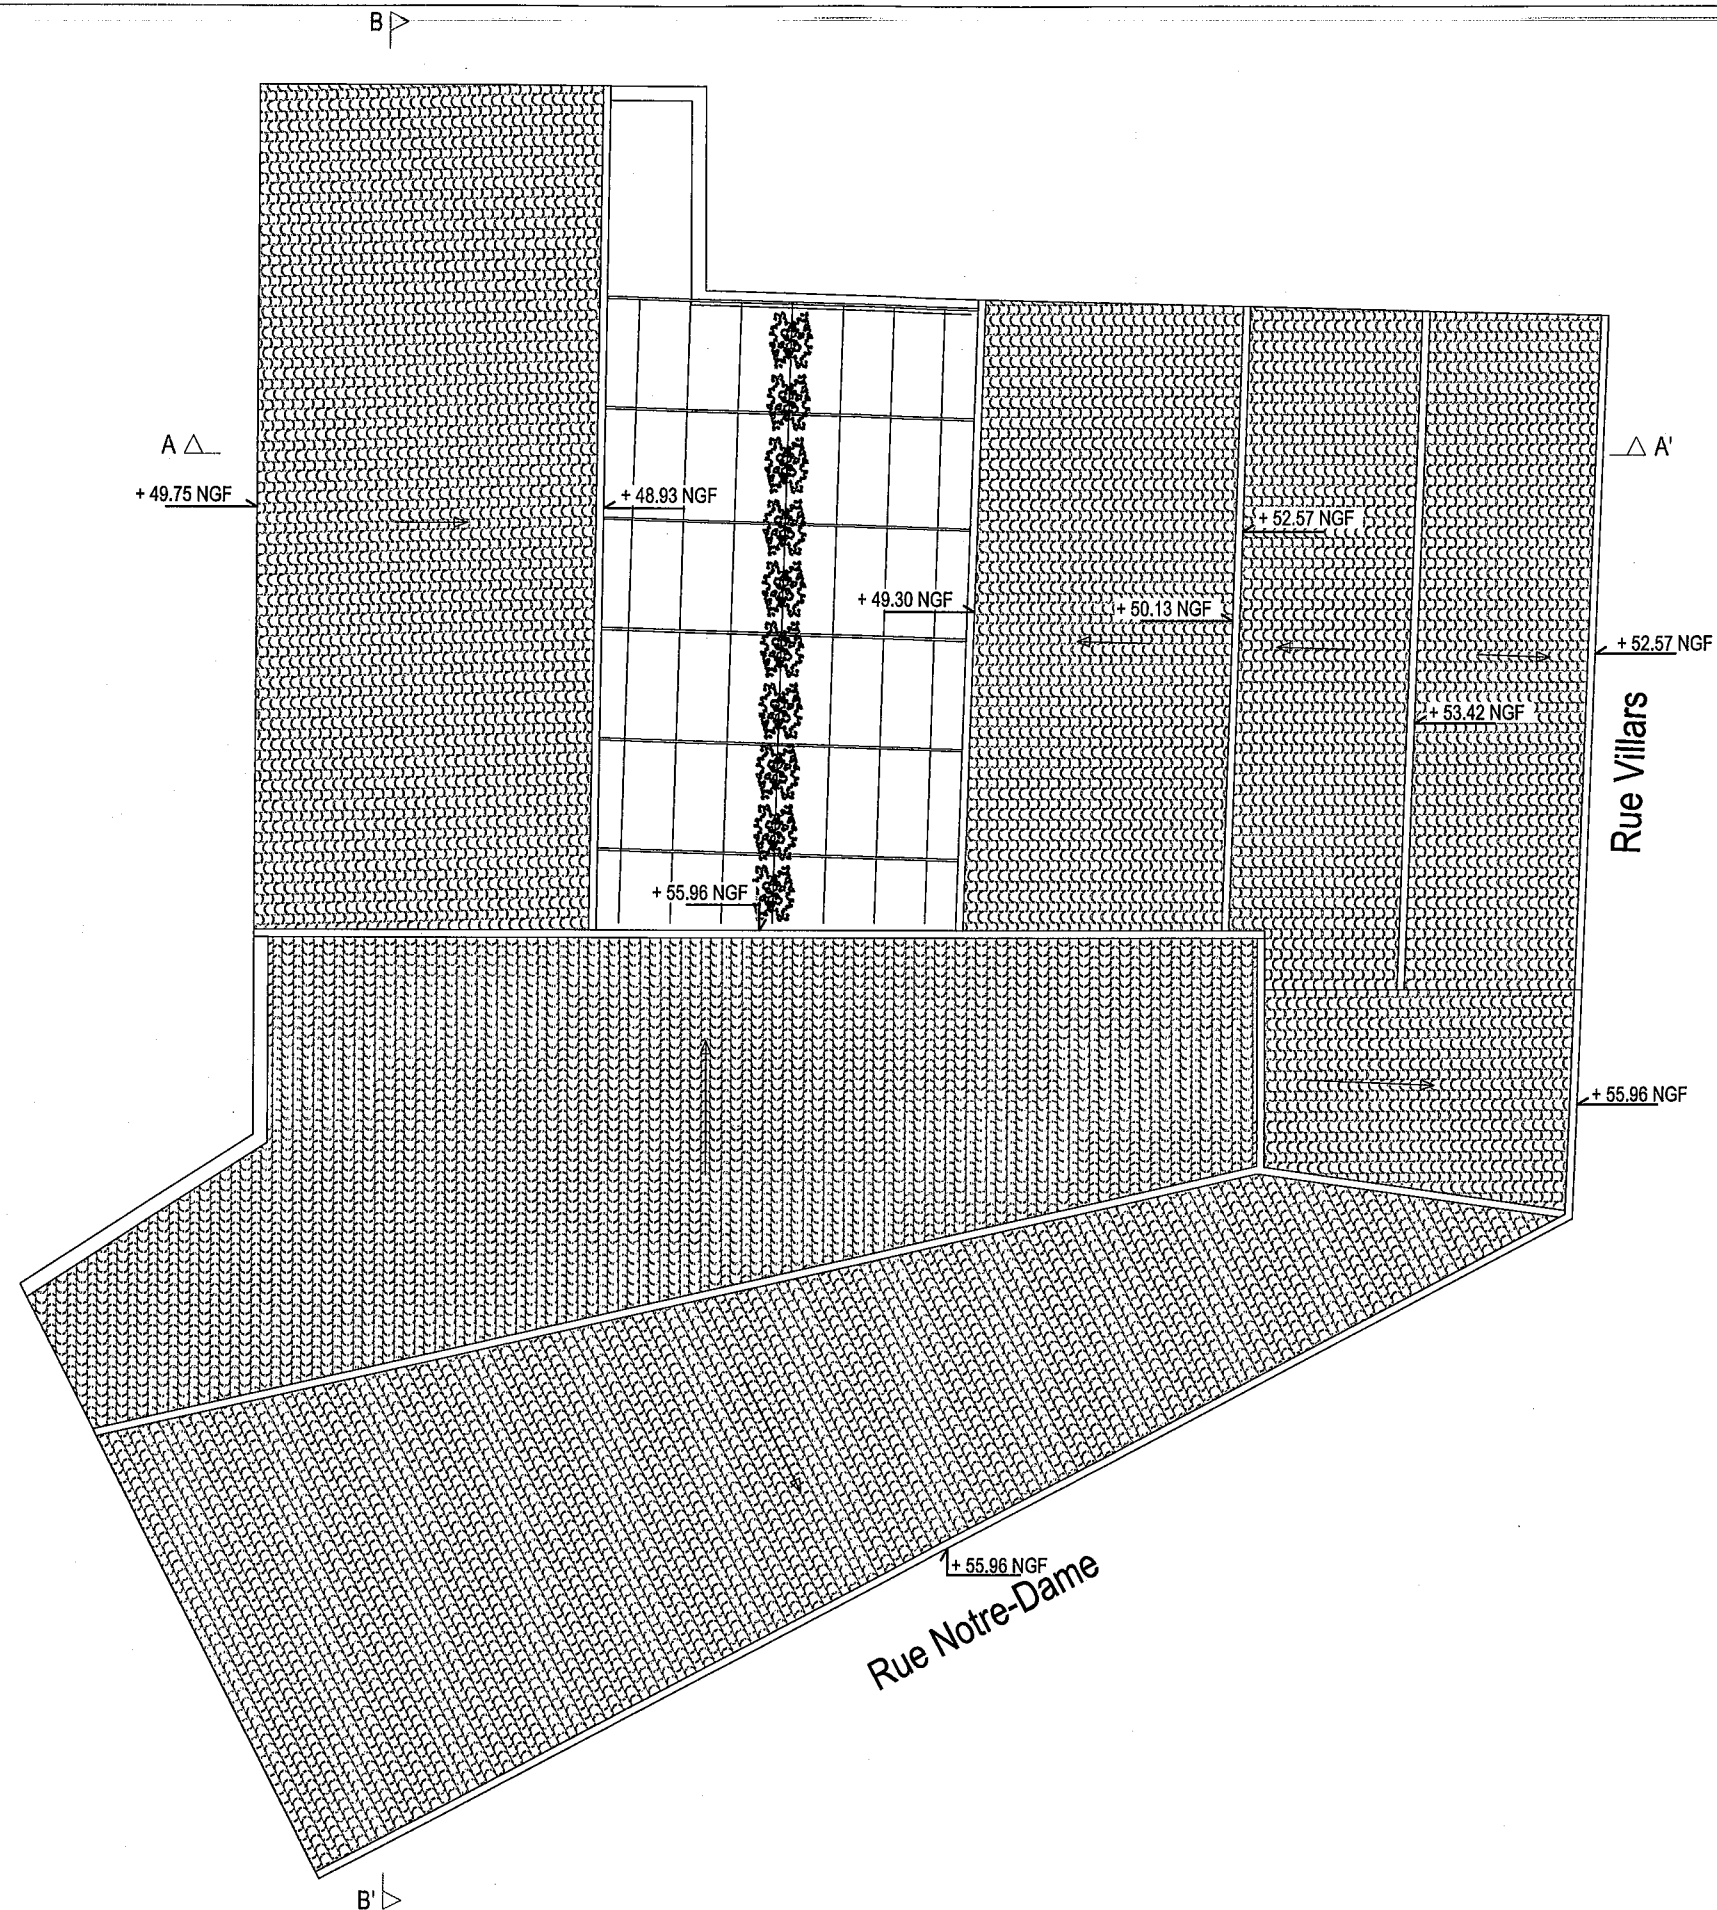 B
A
A'
+ 49.75 NGF
+ 48.93 NGF
+ 52.57 NGF
+ 49.30 NGF
+ 50.13 NGF
+ 52.57 NGF
+ 53.42 NGF
Rue Villars
+ 55.96 NGF
+ 55.96 NGF
+ 55.96 NGF
Rue Notre-Dame
B'